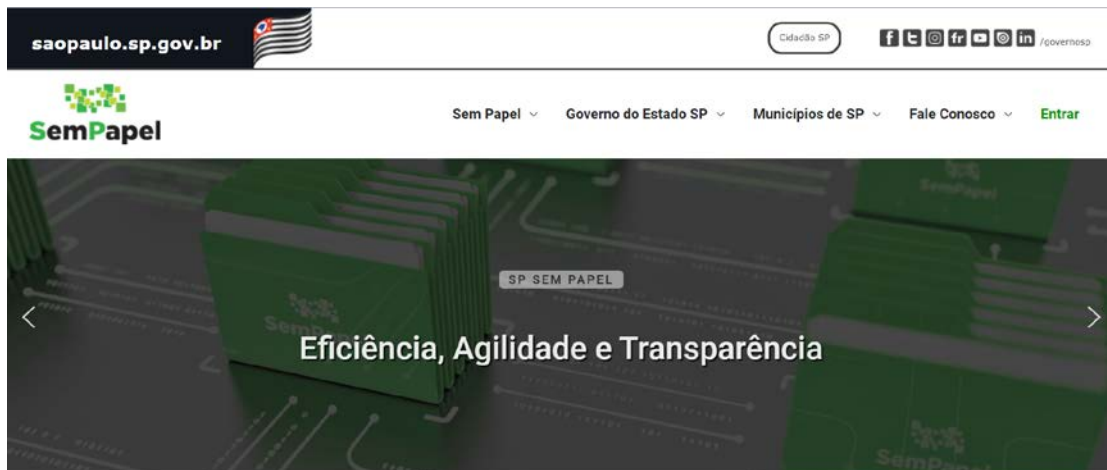 saopaulo.sp.gov.br
Cidadão SP
/governosp
SemPapel
Sem Papel
Governo do Estado SP
Municípios de SP
Fale Conosco
Entrar
SemPapel
SP SEM PAPEL
Eficiência, Agilidade e Transparência